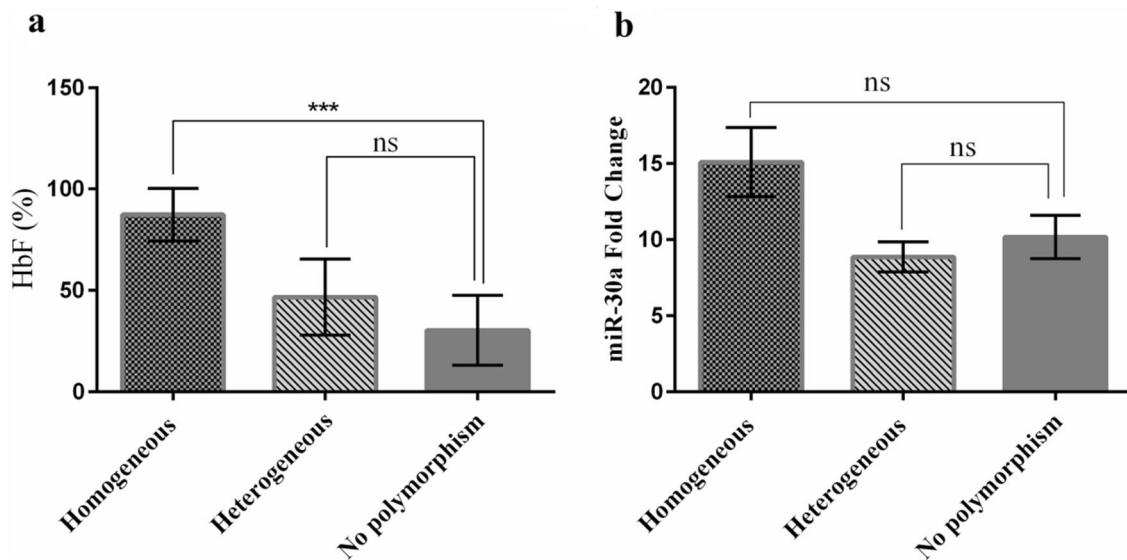 a
HbF (%)
150
100
50
0
***
ns
Homogeneous
Heterogeneous
No polymorphism
b
miR-30a Fold Change
20
15
10
5
0
ns
ns
Homogeneous
Heterogeneous
No polymorphism